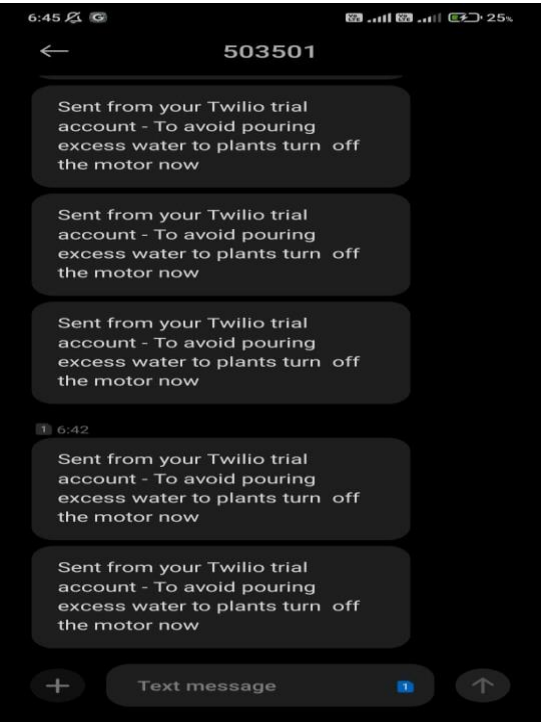 6:45 25%
503501
Sent from your Twilio trial
account - To avoid pouring
excess water to plants turn  off
the motor now
Sent from your Twilio trial
account - To avoid pouring
excess water to plants turn  off
the motor now
Sent from your Twilio trial
account - To avoid pouring
excess water to plants turn  off
the motor now
1 6:42
Sent from your Twilio trial
account - To avoid pouring
excess water to plants turn  off
the motor now
Sent from your Twilio trial
account - To avoid pouring
excess water to plants turn  off
the motor now
Text message 1